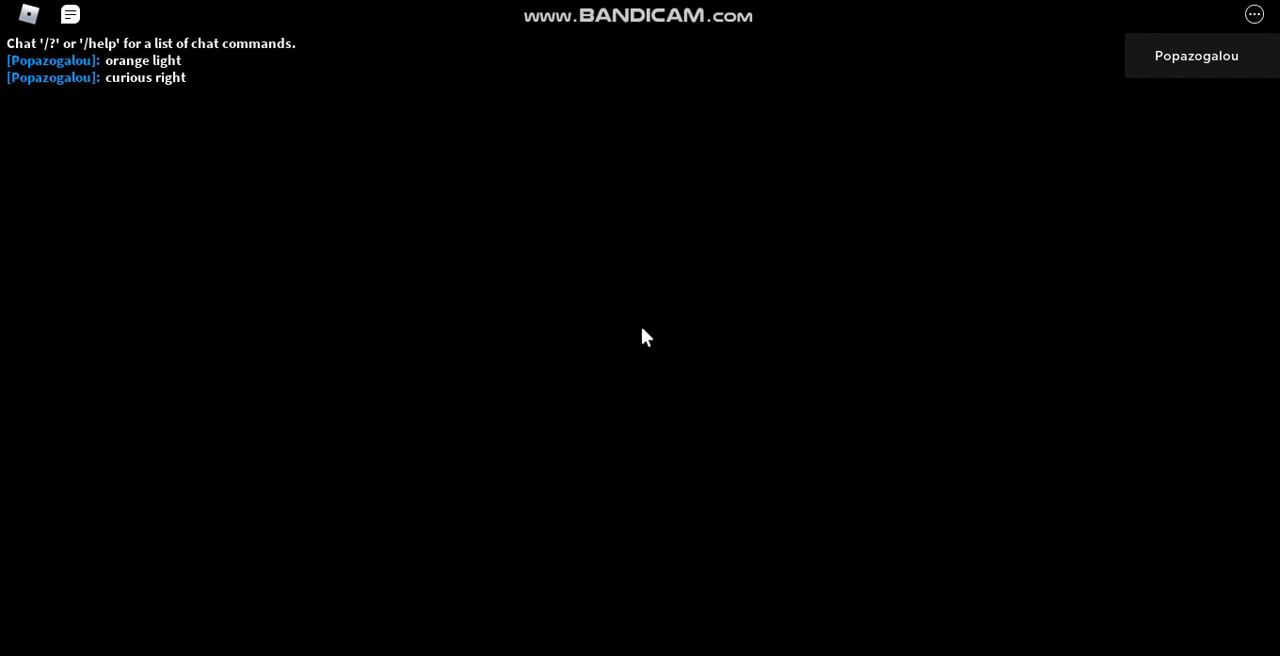 www.BANDICAM.com
Chat '/?' or '/help' for a list of chat commands.
[Popazogalou]: orange light
[Popazogalou]: curious right
Popazogalou